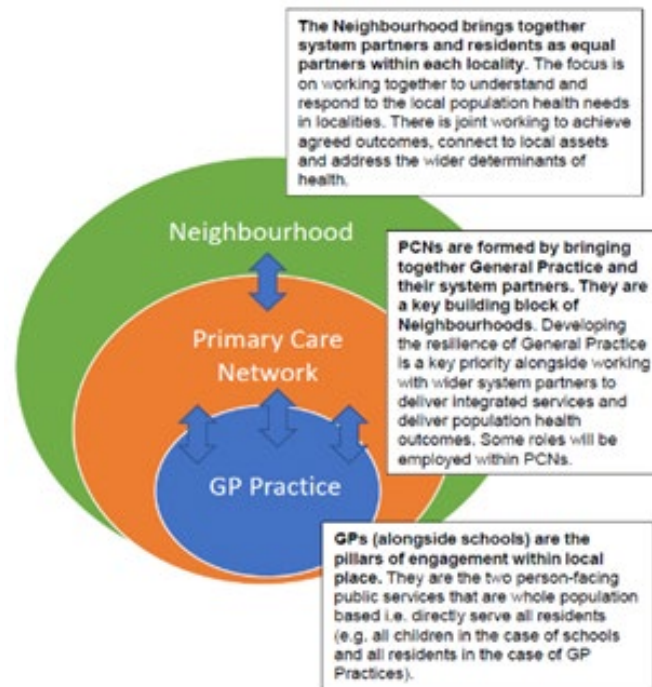 The Neighbourhood brings together
system partners and residents as equal
partners within each locality. The focus is
on working together to understand and
respond to the local population health needs
in localities. There is joint working to achieve
agreed outcomes, connect to local assets
and address the wider determinants of
health.
Neighbourhood
PCNs are formed by bringing
together General Practice and
their system partners. They are
a key building block of
Neighbourhoods. Developing
the resilience of General Practice
is a key priority alongside working
with wider system partners to
deliver integrated services and
deliver population health
outcomes. Some roles will be
employed within PCNs.
Primary Care
Network
GP Practice
GPs (alongside schools) are the
pillars of engagement within local
place. They are the two person-facing
public services that are whole population
based i.e. directly serve all residents
(e.g. all children in the case of schools
and all residents in the case of GP
Practices).